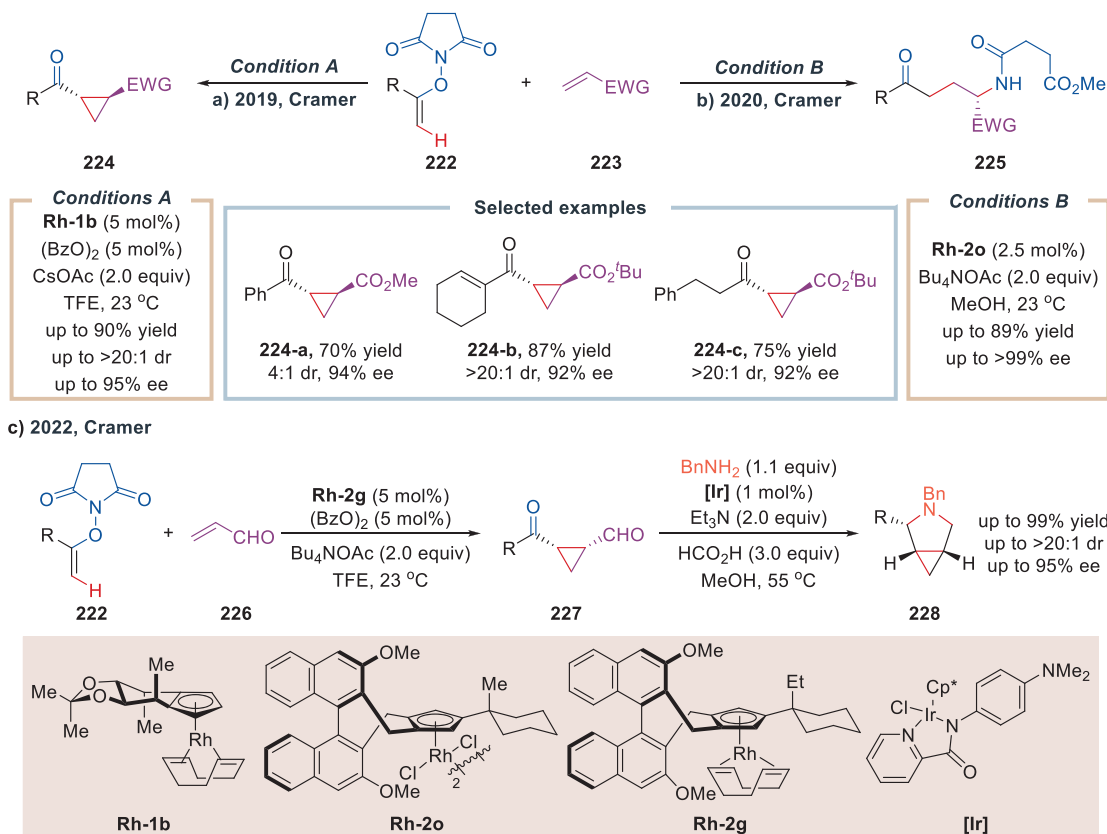 O
R
EWG
224
Condition A
a) 2019, Cramer
O
N
O
O
R
H
222
+
EWG
223
Condition B
b) 2020, Cramer
O
R
O
NH
EWG
CO2Me
225
Conditions A
Rh-1b (5 mol%)
(BzO)2 (5 mol%)
CsOAc (2.0 equiv)
TFE, 23 °C
up to 90% yield
up to >20:1 dr
up to 95% ee
Selected examples
O
Ph
CO2Me
224-a, 70% yield
4:1 dr, 94% ee
O
CO2tBu
224-b, 87% yield
>20:1 dr, 92% ee
O
Ph
CO2tBu
224-c, 75% yield
>20:1 dr, 92% ee
Conditions B
Rh-2o (2.5 mol%)
Bu4NOAc (2.0 equiv)
MeOH, 23 °C
up to 89% yield
up to >99% ee
c) 2022, Cramer
O
N
O
O
R
H
222
+
CHO
226
Rh-2g (5 mol%)
(BzO)2 (5 mol%)
Bu4NOAc (2.0 equiv)
TFE, 23 °C
O
R
CHO
227
BnNH2 (1.1 equiv)
[Ir] (1 mol%)
Et3N (2.0 equiv)
HCO2H (3.0 equiv)
MeOH, 55 °C
Bn
N
R
H
H
228
up to 99% yield
up to >20:1 dr
up to 95% ee
Me
O
Me
O
Me
Me
Rh
Rh-1b
OMe
Me
Rh
Cl
Cl
2
OMe
Rh-2o
OMe
Et
Rh
OMe
Rh-2g
Cp*
NMe2
Cl
Ir
N
N
O
[Ir]